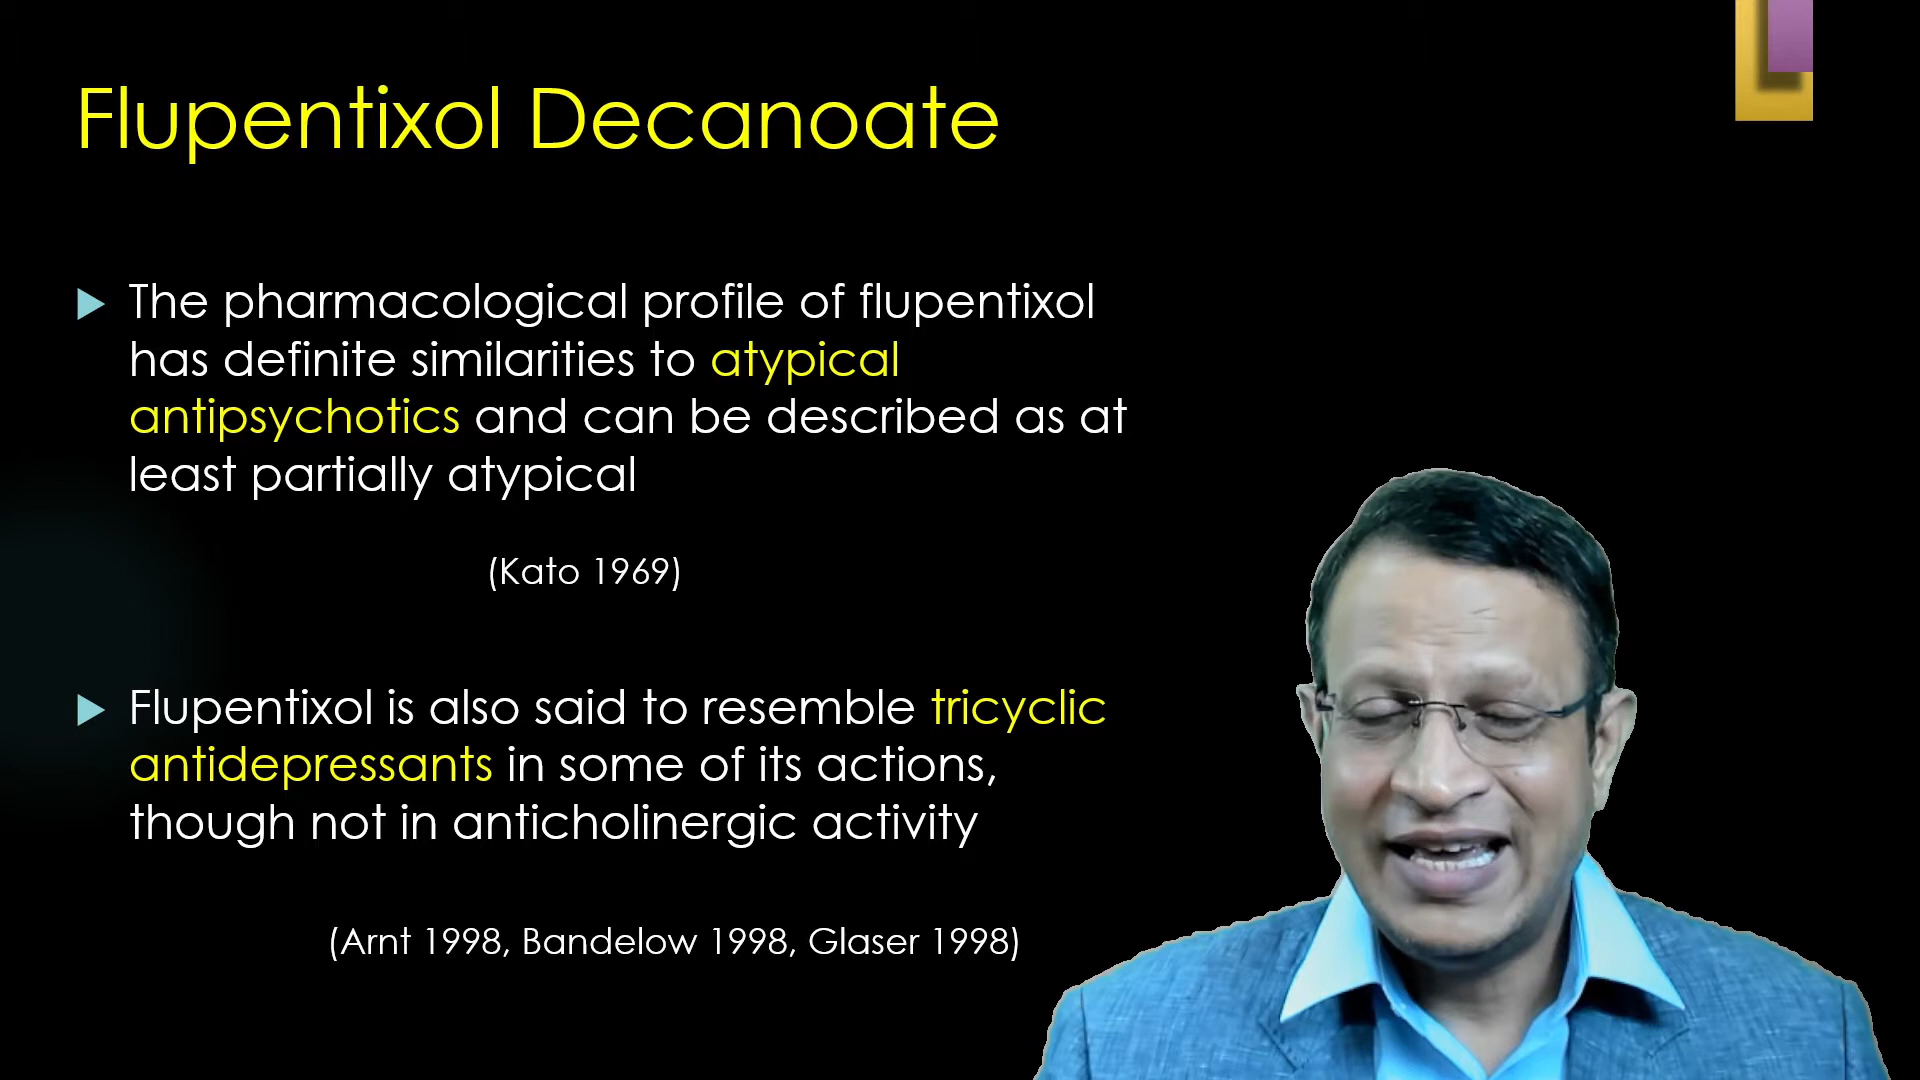 Flupentixol Decanoate
The pharmacological profile of flupentixol
has definite similarities to atypical
antipsychotics and can be described as at
least partially atypical
(Kato 1969)
Flupentixol is also said to resemble tricyclic
antidepressants in some of its actions,
though not in anticholinergic activity
(Arnt 1998, Bandelow 1998, Glaser 1998)